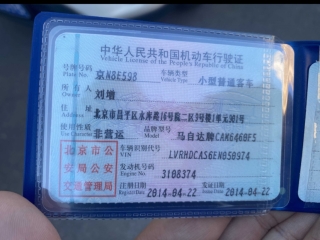 中华人民共和国机动车行驶证
Vehicle License of the People's Republic of China
号牌号码 京N8E598 车辆类型 小型普通客车
Plate No. Vehicle Type
所有人 刘增
Owner
住址 北京市昌平区永库路16号院二区3号楼1单元301号
Address
使用性质 非营运 品牌型号 马自达牌CAM6460F5
Use Character Model
北京市公 车辆识别代号 LVRHDCAS6EN050974
VIN
安局公安 发动机号码 3108374
Engine No.
交通管理局 注册日期 2014-04-22 发证日期 2014-04-22
Register Date Issue Date